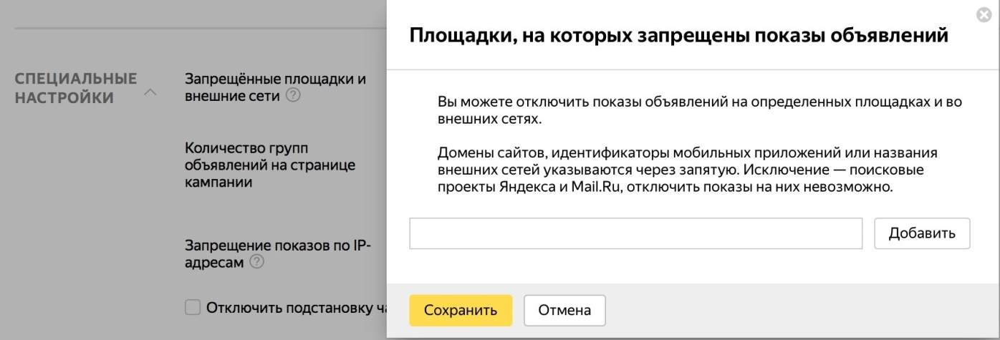 Площадки, на которых запрещены показы объявлений
СПЕЦИАЛЬНЫЕ
НАСТРОЙКИ
Запрещённые площадки и
внешние сети ?
Количество групп
объявлений на странице
кампании
Запрещение показов по IP-
адресам ?
Отключить подстановку
Вы можете отключить показы объявлений на определенных площадках и во
внешних сетях.
Домены сайтов, идентификаторы мобильных приложений или названия
внешних сетей указываются через запятую. Исключение — поисковые
проекты Яндекса и Mail.Ru, отключить показы на них невозможно.
Добавить
Сохранить
Отмена